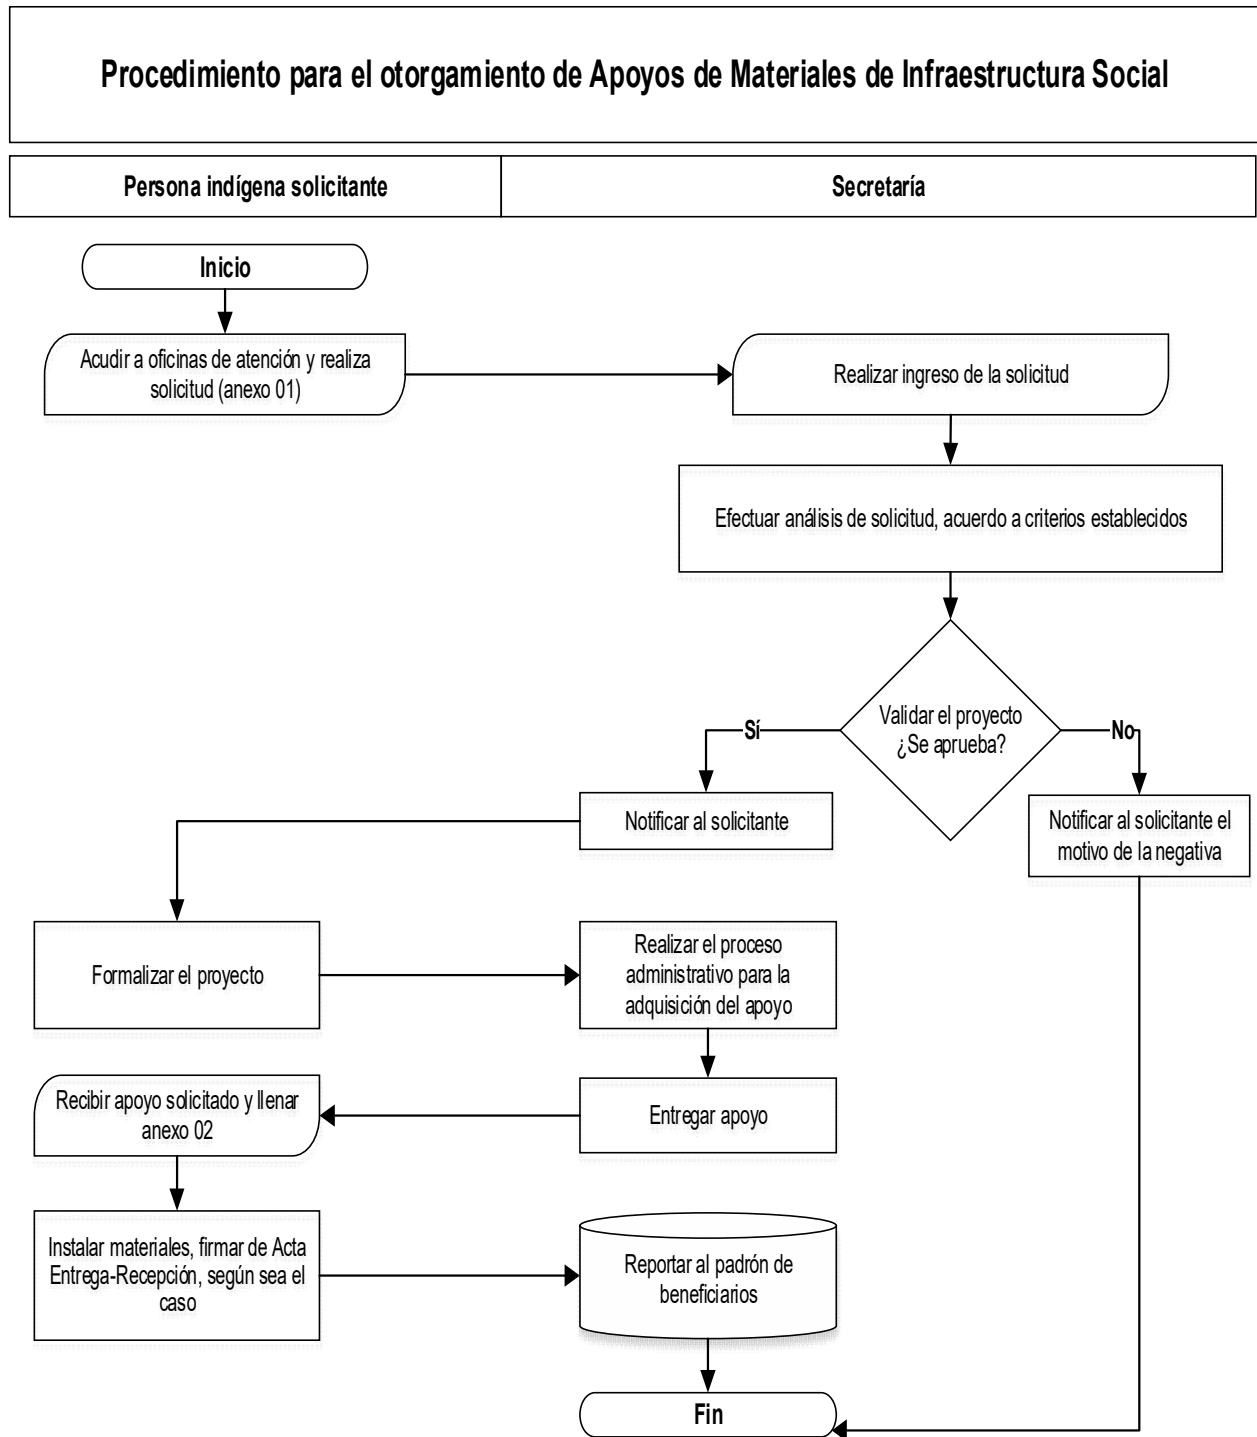 Procedimiento para el otorgamiento de Apoyos de Materiales de Infraestructura Social
Persona indígena solicitante
Secretaría
Inicio
Acudir a oficinas de atención y realiza
solicitud (anexo 01)
Realizar ingreso de la solicitud
Efectuar análisis de solicitud, acuerdo a criterios establecidos
Validar el proyecto
¿Se aprueba?
Sí
No
Notificar al solicitante
Notificar al solicitante el
motivo de la negativa
Formalizar el proyecto
Realizar el proceso
administrativo para la
adquisición del apoyo
Recibir apoyo solicitado y llenar
anexo 02
Entregar apoyo
Instalar materiales, firmar de Acta
Entrega-Recepción, según sea el
caso
Reportar al padrón de
beneficiarios
Fin